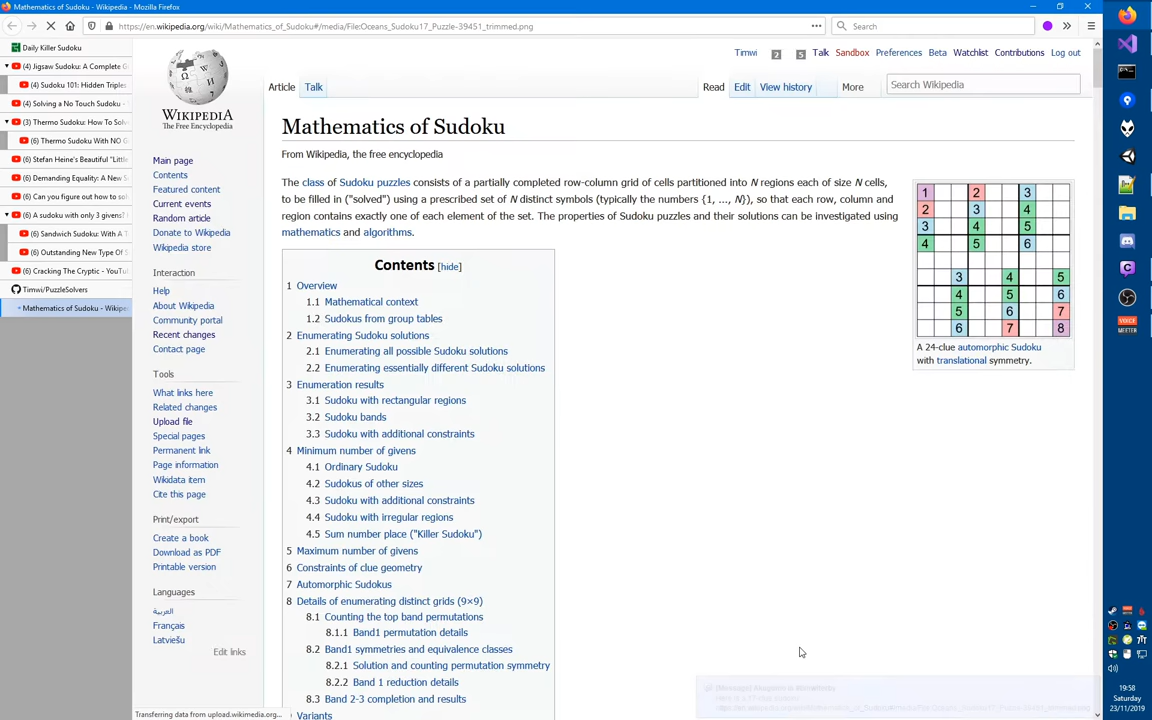 Mathematics of Sudoku - Wikipedia - Mozilla Firefox
https://en.wikipedia.org/wiki/Mathematics_of_Sudoku#/media/File:Oceans_Sudoku17_Puzzle-39451_trimmed.png
Search
Daily Killer Sudoku
(4) Jigsaw Sudoku: A Complete G
(4) Sudoku 101: Hidden Triples
(4) Solving a No Touch Sudoku -
(3) Thermo Sudoku: How To Solv
(6) Thermo Sudoku With NO G
(6) Stefan Heine's Beautiful "Little
(6) Demanding Equality: A New S
(6) Can you figure out how to so
(6) A sudoku with only 3 givens?
(6) Sandwich Sudoku: With A T
(6) Outstanding New Type Of S
(6) Cracking The Cryptic - YouTu
Timwi/PuzzleSolvers
Mathematics of Sudoku - Wikipe
WIKIPEDIA
The Free Encyclopedia
Main page
Contents
Featured content
Current events
Random article
Donate to Wikipedia
Wikipedia store
Interaction
Help
About Wikipedia
Community portal
Recent changes
Contact page
Tools
What links here
Related changes
Upload file
Special pages
Permanent link
Page information
Wikidata item
Cite this page
Print/export
Create a book
Download as PDF
Printable version
Languages
العربية
Français
Latviešu
Edit links
Timwi 2 5 Talk Sandbox Preferences Beta Watchlist Contributions Log out
Article Talk Read Edit View history More Search Wikipedia
Mathematics of Sudoku
From Wikipedia, the free encyclopedia
The class of Sudoku puzzles consists of a partially completed row-column grid of cells partitioned into N regions each of size N cells,
to be filled in ("solved") using a prescribed set of N distinct symbols (typically the numbers {1, ..., N}), so that each row, column and
region contains exactly one of each element of the set. The properties of Sudoku puzzles and their solutions can be investigated using
mathematics and algorithms.
Contents [hide]
1 Overview
1.1 Mathematical context
1.2 Sudokus from group tables
2 Enumerating Sudoku solutions
2.1 Enumerating all possible Sudoku solutions
2.2 Enumerating essentially different Sudoku solutions
3 Enumeration results
3.1 Sudoku with rectangular regions
3.2 Sudoku bands
3.3 Sudoku with additional constraints
4 Minimum number of givens
4.1 Ordinary Sudoku
4.2 Sudokus of other sizes
4.3 Sudoku with additional constraints
4.4 Sudoku with irregular regions
4.5 Sum number place ("Killer Sudoku")
5 Maximum number of givens
6 Constraints of clue geometry
7 Automorphic Sudokus
8 Details of enumerating distinct grids (9×9)
8.1 Counting the top band permutations
8.1.1 Band1 permutation details
8.2 Band1 symmetries and equivalence classes
8.2.1 Solution and counting permutation symmetry
8.2.2 Band 1 reduction details
8.3 Band 2-3 completion and results
Variants
1 2 3
2 3 4
3 4 5
4 5 6
3 4 5
4 5 6
5 6 7
6 7 8
A 24-clue automorphic Sudoku
with translational symmetry.
Transferring data from upload.wikimedia.org...
VOICE
MEETER
19:58
Saturday
23/11/2019